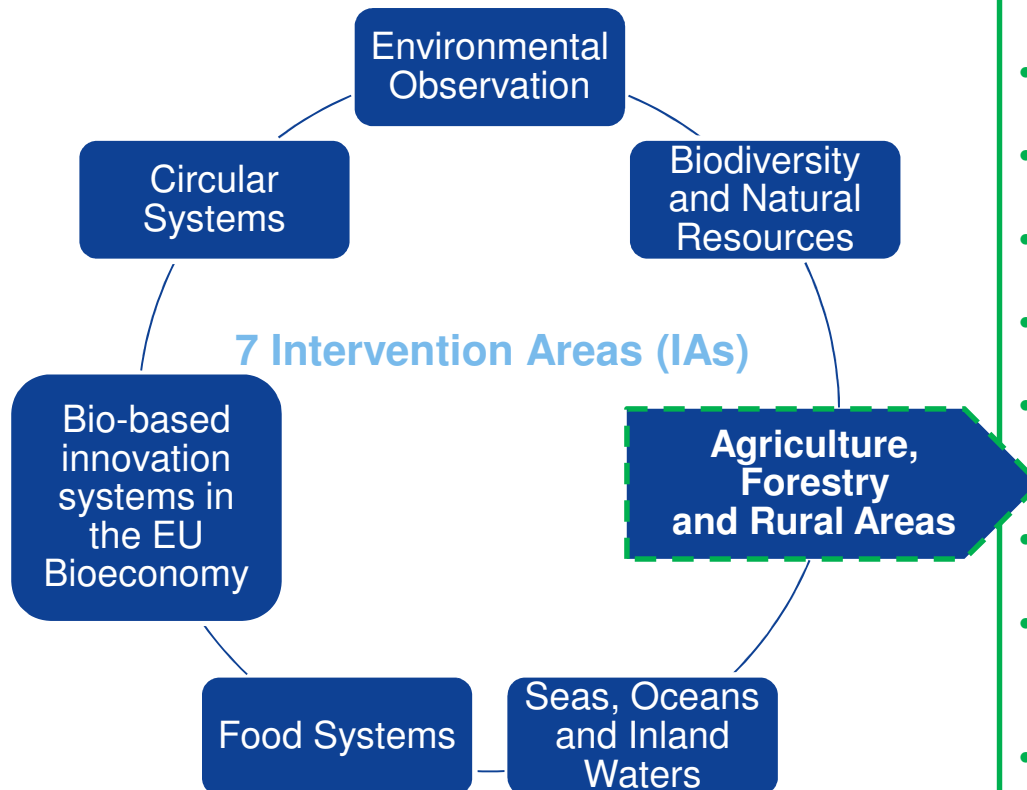 Environmental
Observation
Circular
Systems
Biodiversity
and Natural
Resources
7 Intervention Areas (IAs)
Bio-based
innovation
systems in
the EU
Bioeconomy
Agriculture,
Forestry
and Rural Areas
Food Systems
Seas, Oceans
and Inland
Waters